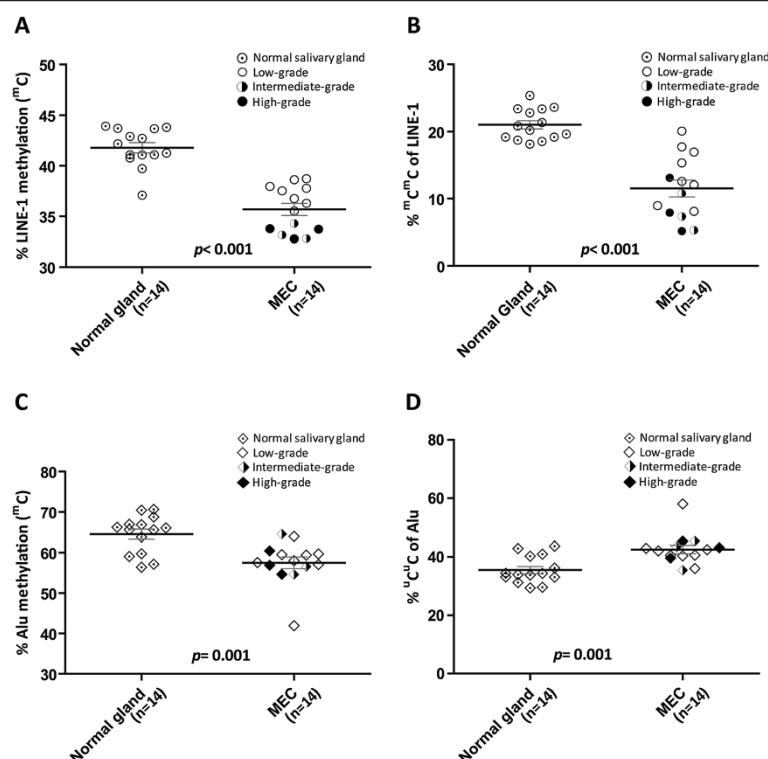 A
50
45
40
35
30
% LINE-1 methylation (ᵐC)
Normal salivary gland
Low-grade
Intermediate-grade
High-grade
p< 0.001
Normal gland
(n=14)
MEC
(n=14)
B
30
20
10
0
% ᵐCᵐC of LINE-1
Normal salivary gland
Low-grade
Intermediate-grade
High-grade
p< 0.001
Normal Gland
(n=14)
MEC
(n=14)
C
80
70
60
50
40
30
% Alu methylation (ᵐC)
Normal salivary gland
Low-grade
Intermediate-grade
High-grade
p= 0.001
Normal gland
(n=14)
MEC
(n=14)
D
80
60
40
20
0
% ᵘCᵘC of Alu
Normal salivary gland
Low-grade
Intermediate-grade
High-grade
p= 0.001
Normal gland
(n=14)
MEC
(n=14)